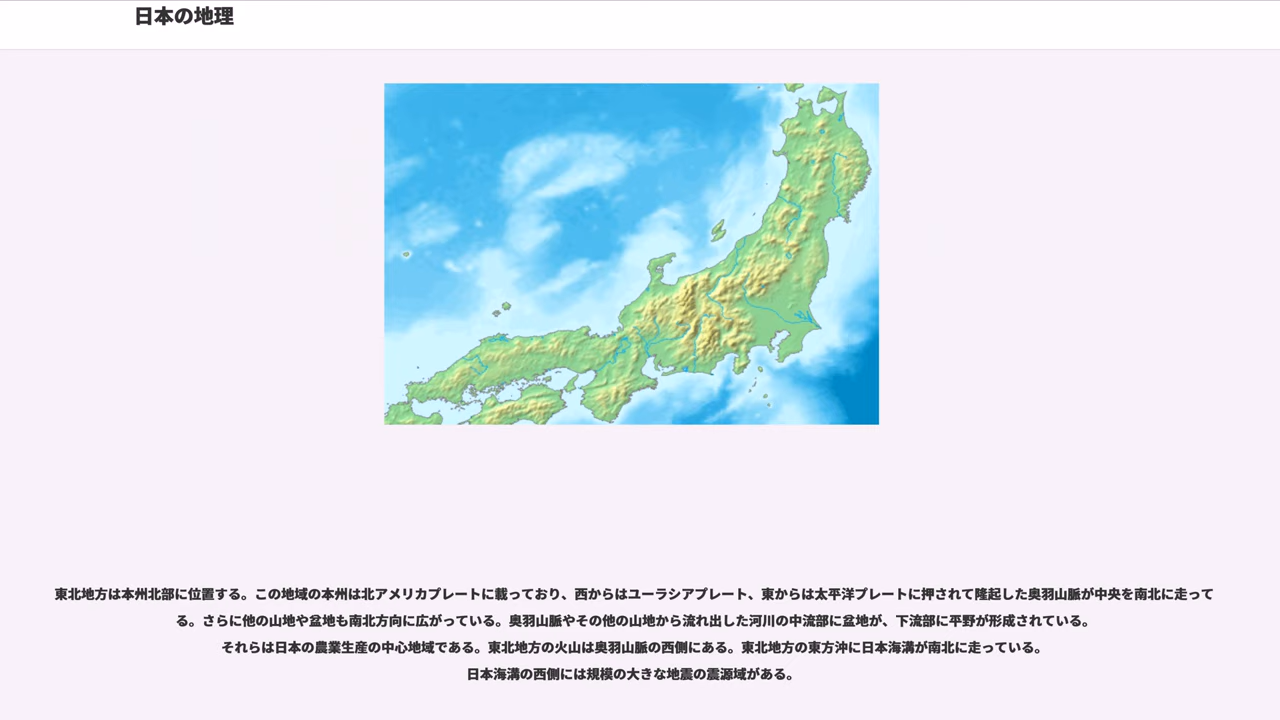 日本の地理
東北地方は本州北部に位置する。この地域の本州は北アメリカプレートに載っており、西からはユーラシアプレート、東からは太平洋プレートに押されて隆起した奥羽山脈が中央を南北に走って
る。さらに他の山地や盆地も南北方向に広がっている。奥羽山脈やその他の山地から流れ出した河川の中流部に盆地が、下流部に平野が形成されている。
それらは日本の農業生産の中心地域である。東北地方の火山は奥羽山脈の西側にある。東北地方の東方沖に日本海溝が南北に走っている。
日本海溝の西側には規模の大きな地震の震源域がある。